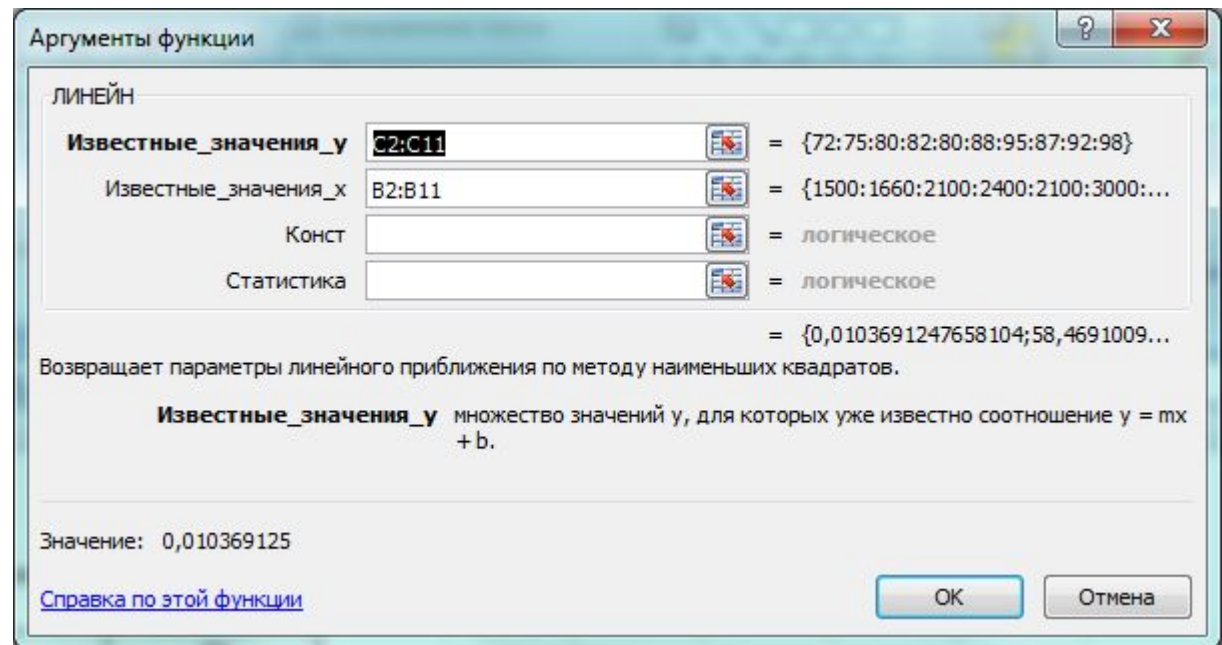 Аргументы функции
ЛИНЕЙН
Известные_значения_y C2:C11 = {72:75:80:82:80:88:95:87:92:98}
Известные_значения_x B2:B11 = {1500:1660:2100:2400:2100:3000:...
Конст = логическое
Статистика = логическое
= {0,0103691247658104;58,4691009...
Возвращает параметры линейного приближения по методу наименьших квадратов.
Известные_значения_y множество значений y, для которых уже известно соотношение y = mx
+ b.
Значение: 0,010369125
Справка по этой функции
ОК Отмена